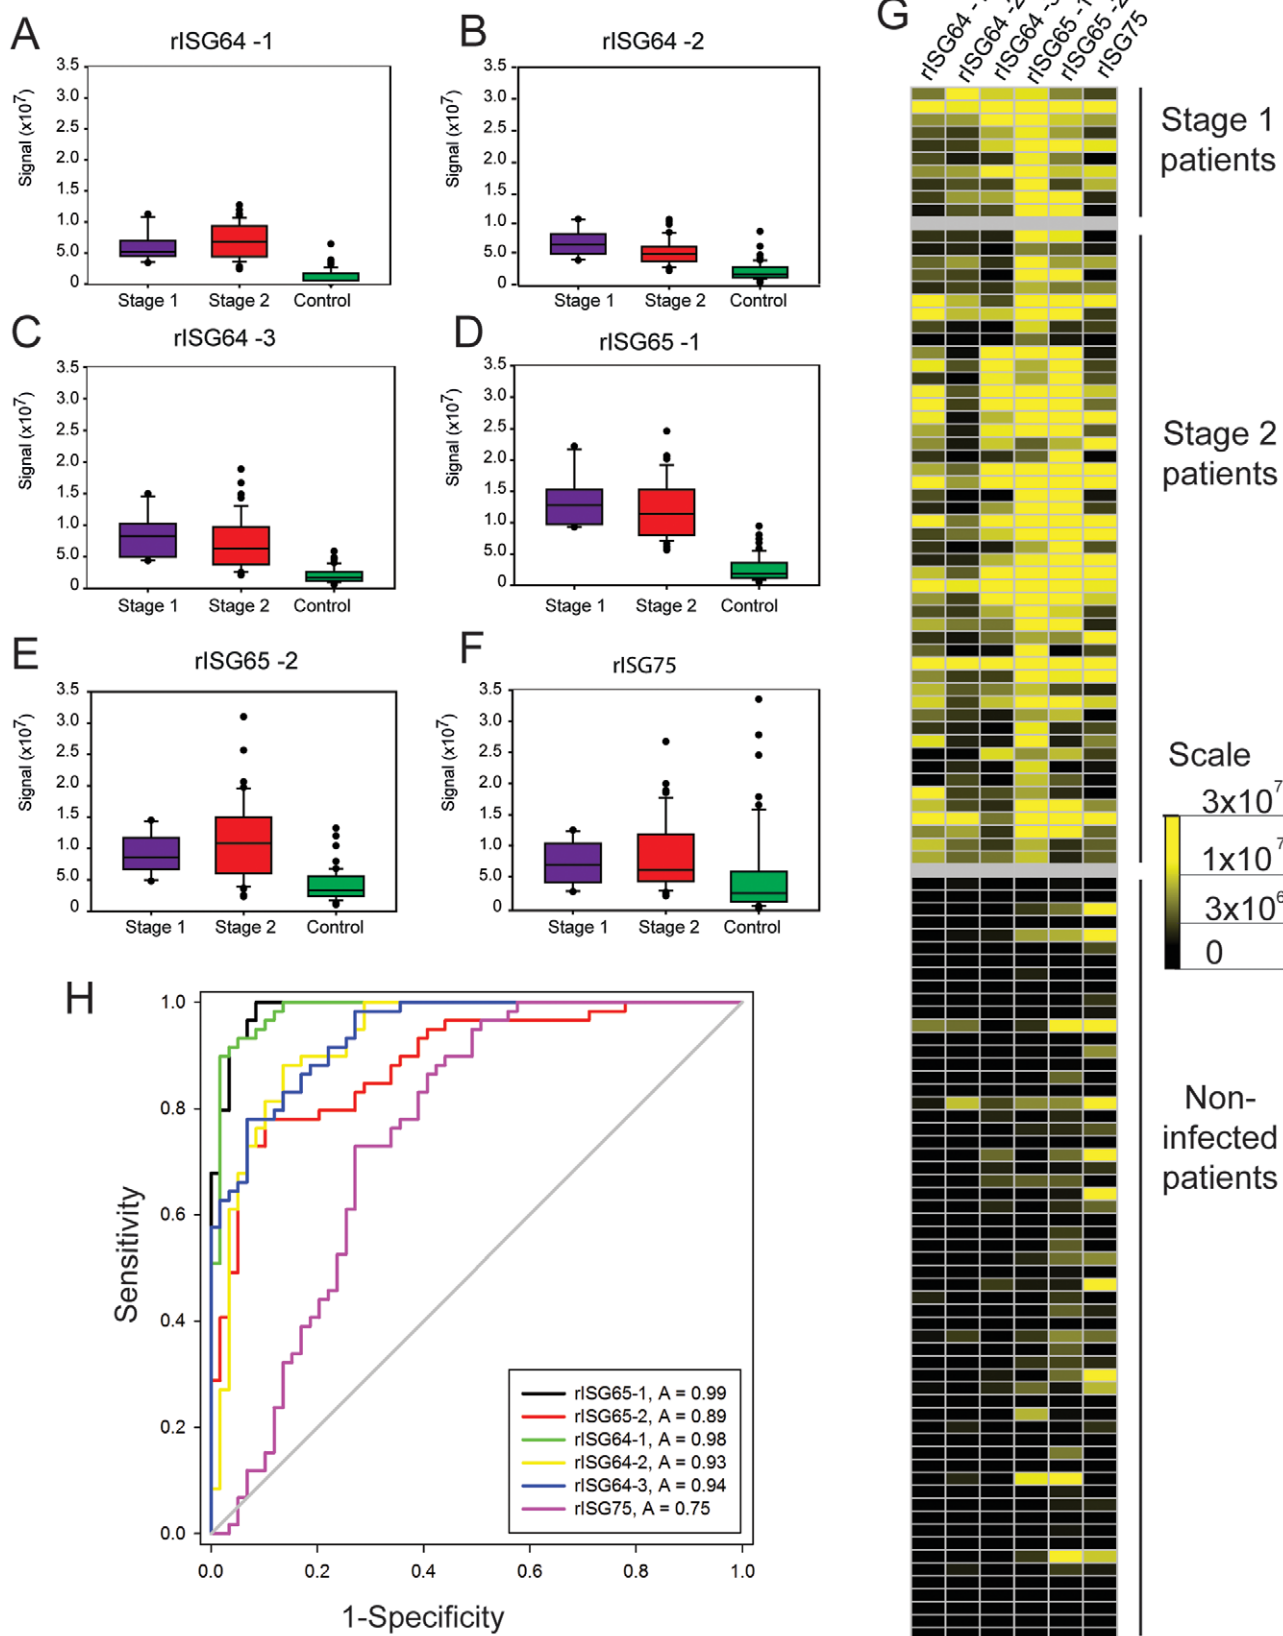 A
rISG64 -1
Signal (x10⁷)
3.5
3.0
2.5
2.0
1.5
1.0
5.0
0
Stage 1 Stage 2 Control
B
rISG64 -2
Signal (x10⁷)
3.5
3.0
2.5
2.0
1.5
1.0
5.0
0
Stage 1 Stage 2 Control
C
rISG64 -3
Signal (x10⁷)
3.5
3.0
2.5
2.0
1.5
1.0
5.0
0
Stage 1 Stage 2 Control
D
rISG65 -1
Signal (x10⁷)
3.5
3.0
2.5
2.0
1.5
1.0
5.0
0
Stage 1 Stage 2 Control
E
rISG65 -2
Signal (x10⁷)
3.5
3.0
2.5
2.0
1.5
1.0
5.0
0
Stage 1 Stage 2 Control
F
rISG75
Signal (x10⁷)
3.5
3.0
2.5
2.0
1.5
1.0
5.0
0
Stage 1 Stage 2 Control
G
rISG64 -
rISG64 -2
rISG64 -3
rISG65 -1
rISG65 -2
rISG75
Stage 1
patients
Stage 2
patients
Scale
3x10⁷
1x10⁷
3x10⁶
0
Non-
infected
patients
H
Sensitivity
1.0
0.8
0.6
0.4
0.2
0.0
0.0 0.2 0.4 0.6 0.8 1.0
1-Specificity
rISG65-1, A = 0.99
rISG65-2, A = 0.89
rISG64-1, A = 0.98
rISG64-2, A = 0.93
rISG64-3, A = 0.94
rISG75, A = 0.75